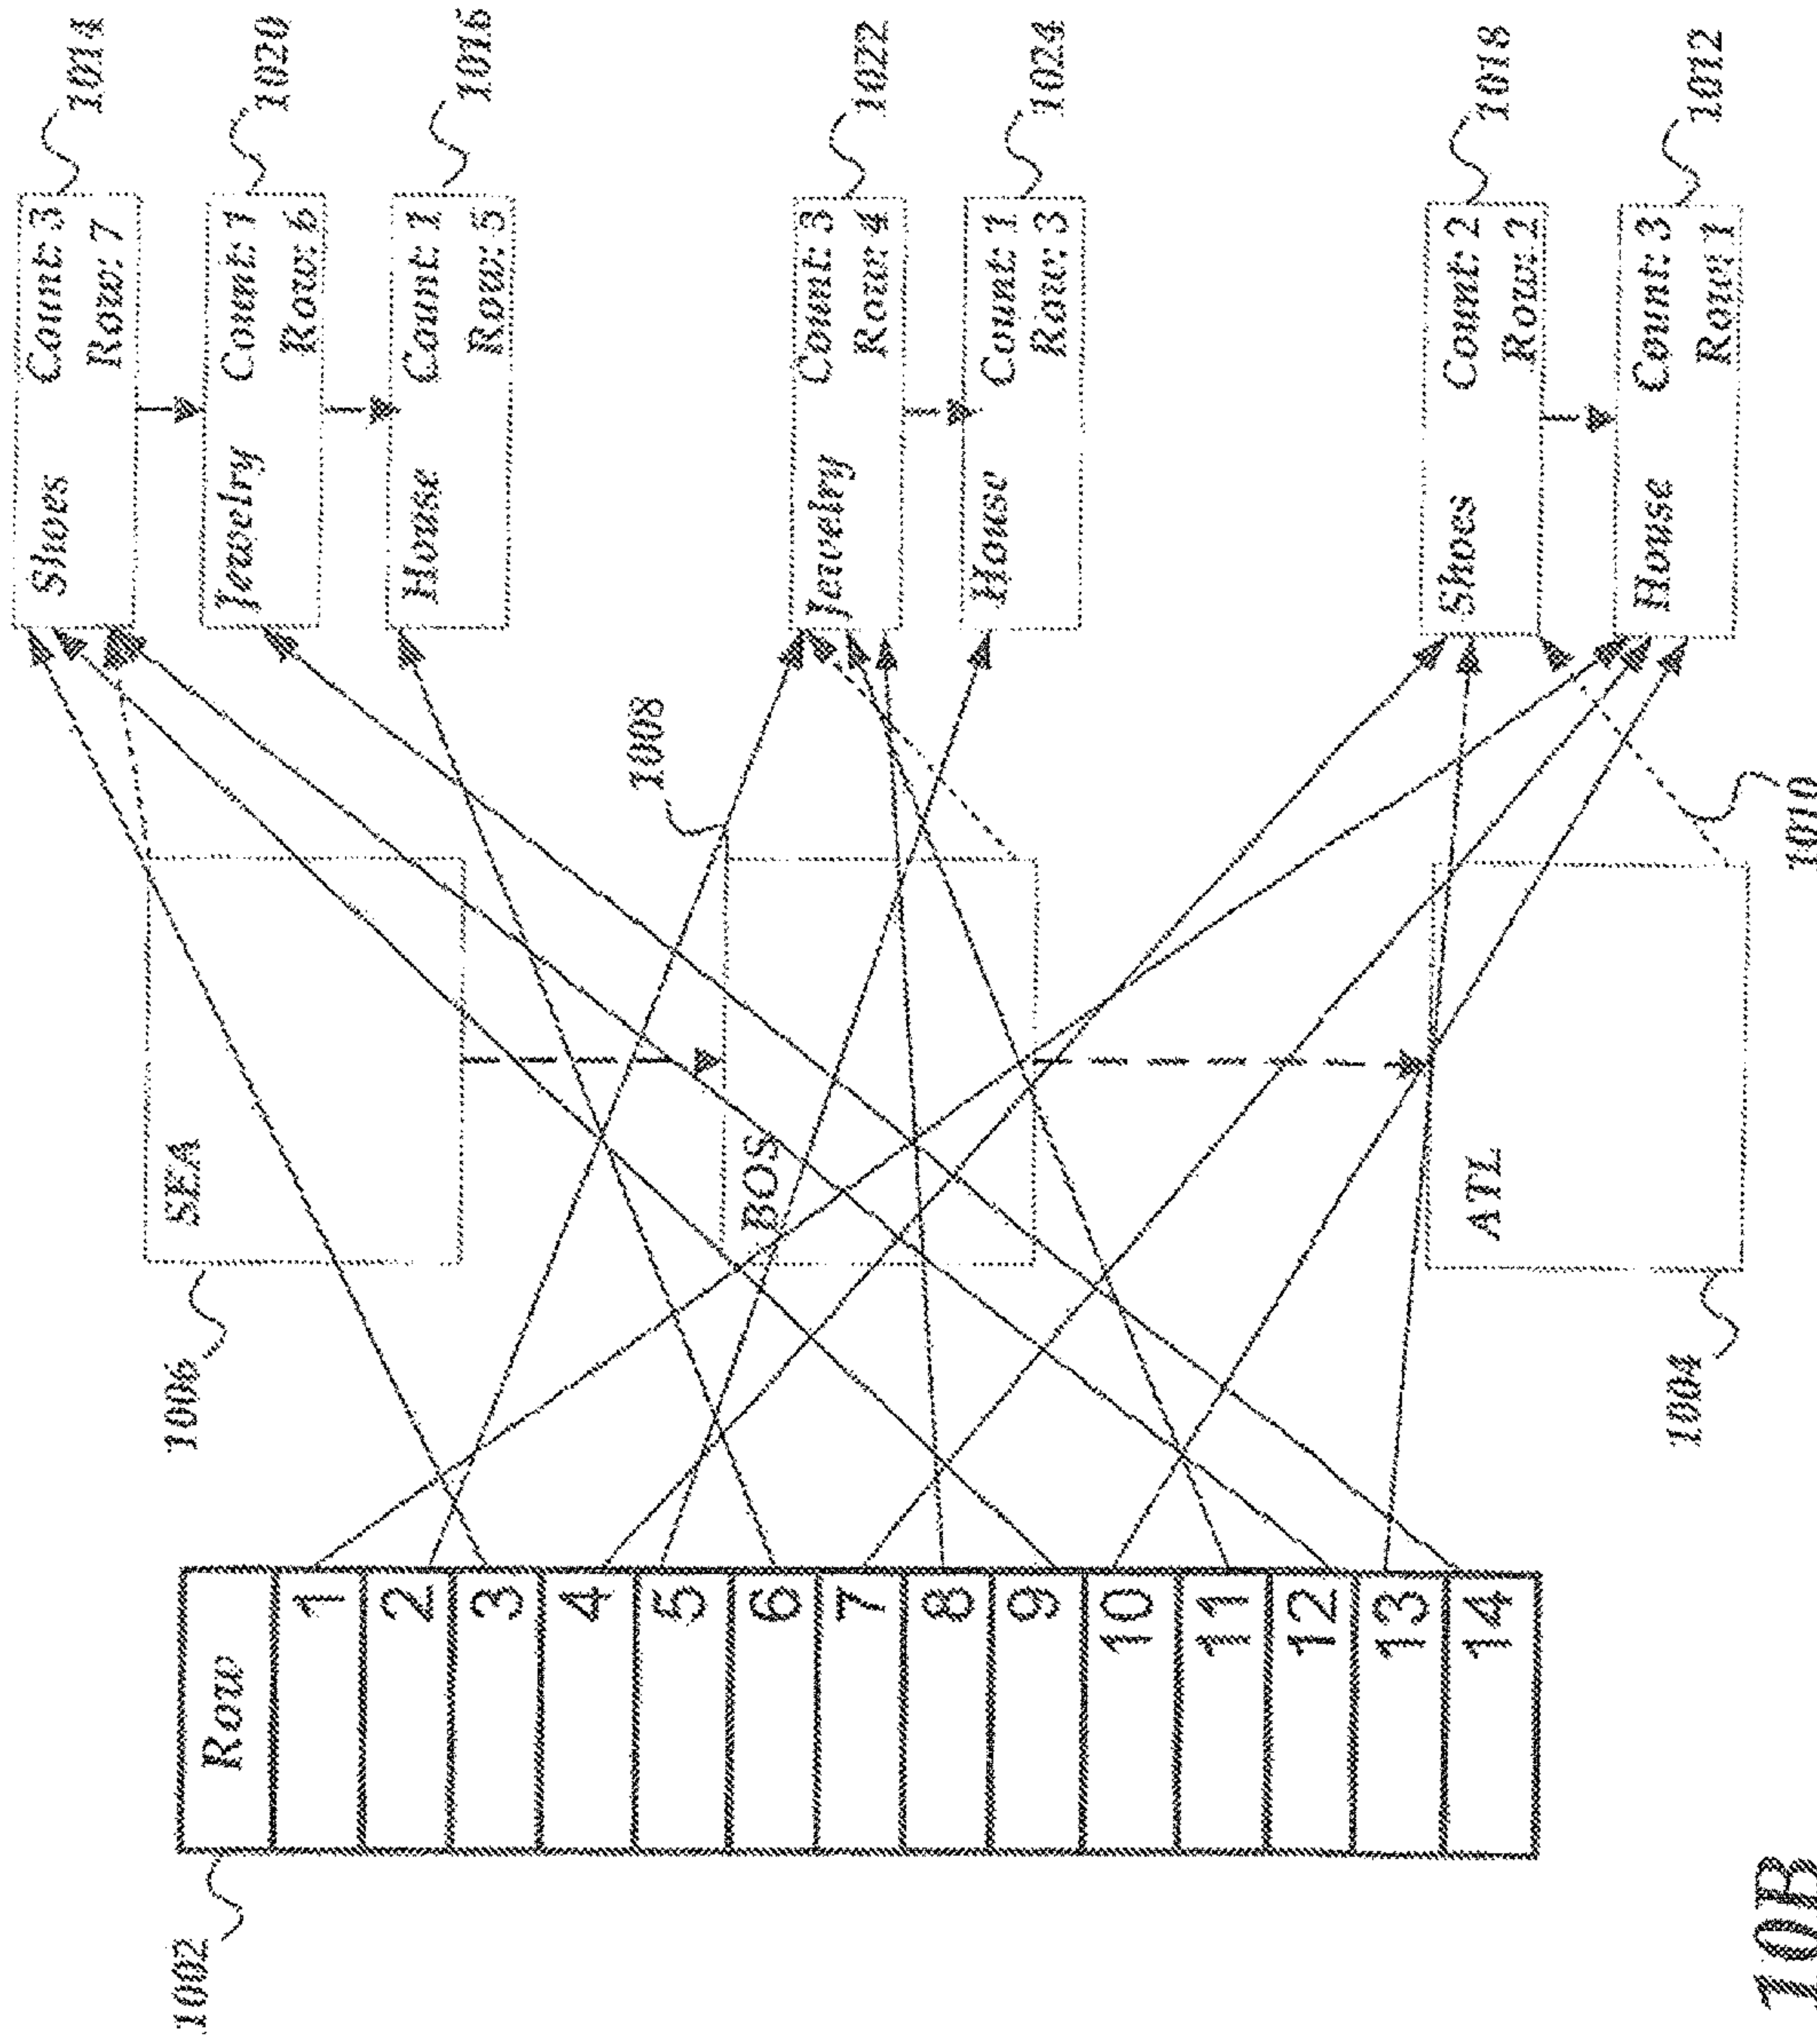 1002
Row
1
2
3
4
5
6
7
8
9
10
11
12
13
14
1006
SEA
1008
BOS
1004
ATL
1010
Shoes Count: 3
Row: 7
1014
Jewelry Count: 1
Row: 6
1020
House Count: 1
Row: 5
1016
Jewelry Count: 3
Row: 4
1022
House Count: 1
Row: 3
1024
Shoes Count: 2
Row: 2
1018
House Count: 3
Row: 1
1012
10B